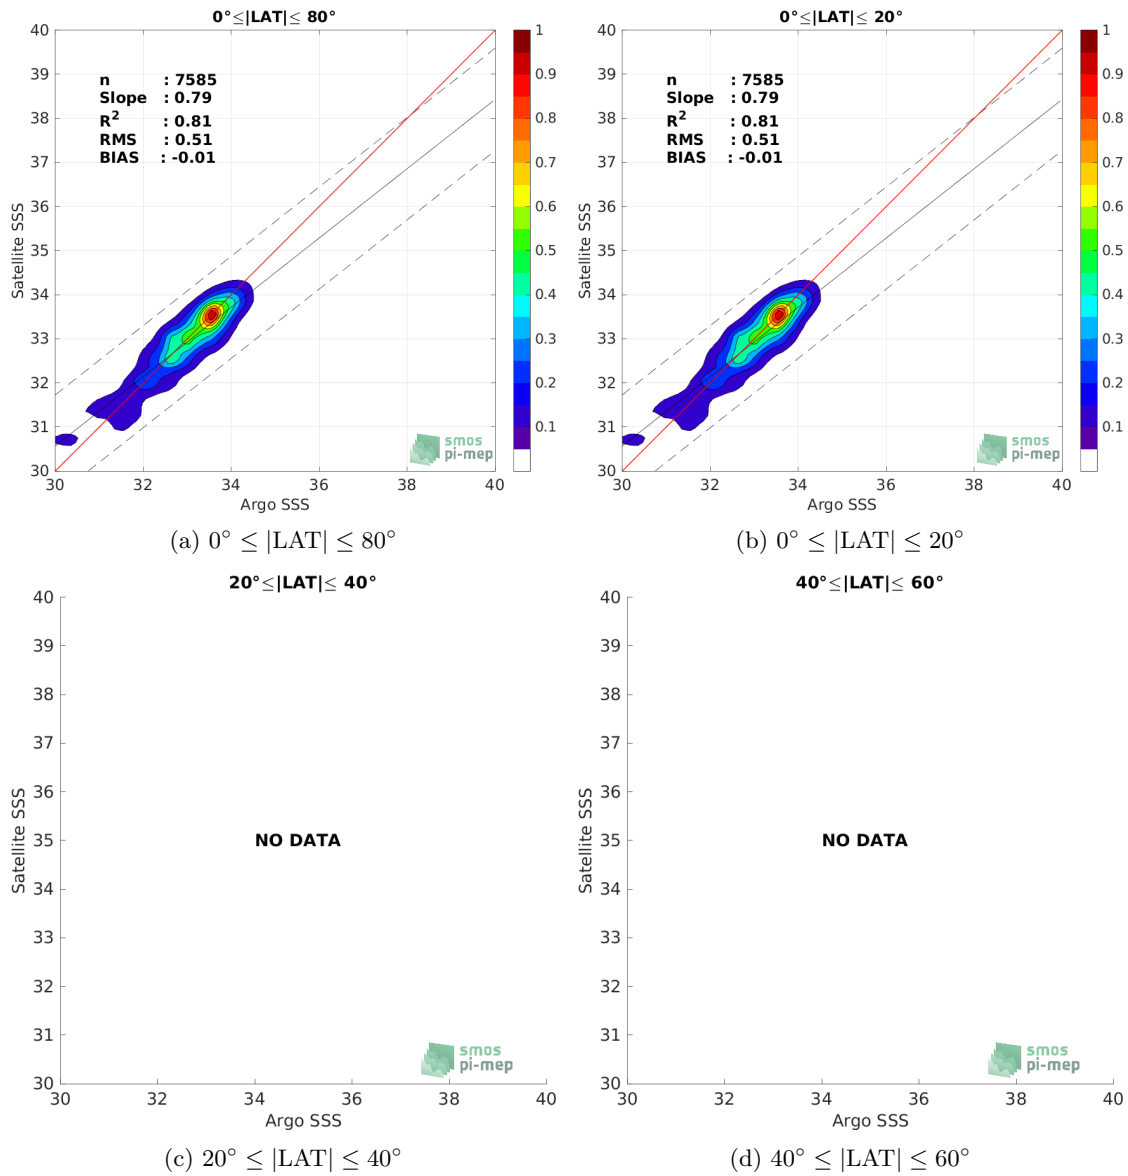 0°≤|LAT|≤ 80°
40
39
38
37
36
35
34
33
32
31
30
Satellite SSS
n : 7585
Slope : 0.79
R² : 0.81
RMS : 0.51
BIAS : -0.01
smos
pi-mep
30 32 34 36 38 40
Argo SSS
1
0.9
0.8
0.7
0.6
0.5
0.4
0.3
0.2
0.1
(a) 0° ≤ |LAT| ≤ 80°
0°≤|LAT|≤ 20°
40
39
38
37
36
35
34
33
32
31
30
Satellite SSS
n : 7585
Slope : 0.79
R² : 0.81
RMS : 0.51
BIAS : -0.01
smos
pi-mep
30 32 34 36 38 40
Argo SSS
1
0.9
0.8
0.7
0.6
0.5
0.4
0.3
0.2
0.1
(b) 0° ≤ |LAT| ≤ 20°
20°≤|LAT|≤ 40°
40
39
38
37
36
35
34
33
32
31
30
Satellite SSS
NO DATA
smos
pi-mep
30 32 34 36 38 40
Argo SSS
(c) 20° ≤ |LAT| ≤ 40°
40°≤|LAT|≤ 60°
40
39
38
37
36
35
34
33
32
31
30
Satellite SSS
NO DATA
smos
pi-mep
30 32 34 36 38 40
Argo SSS
(d) 40° ≤ |LAT| ≤ 60°